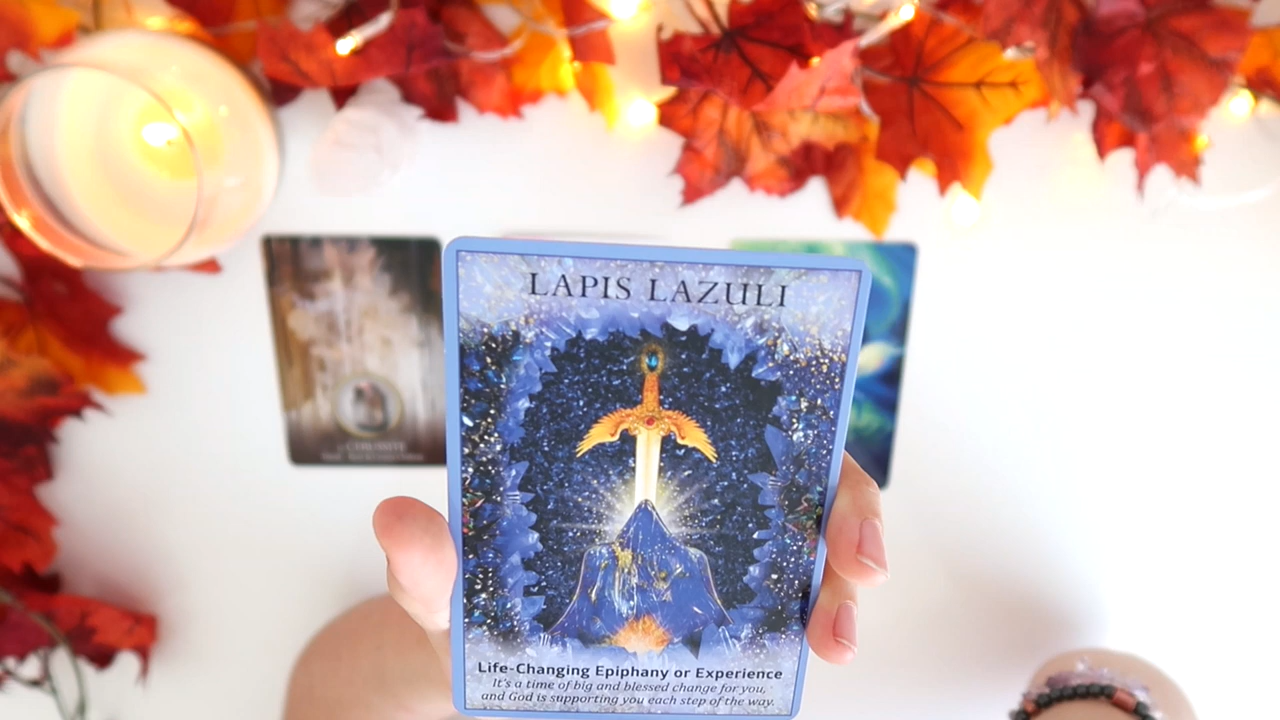 LAPIS LAZULI
Life-Changing Epiphany or Experience
It's a time of big and blessed change for you,
and God is supporting you each step of the way.